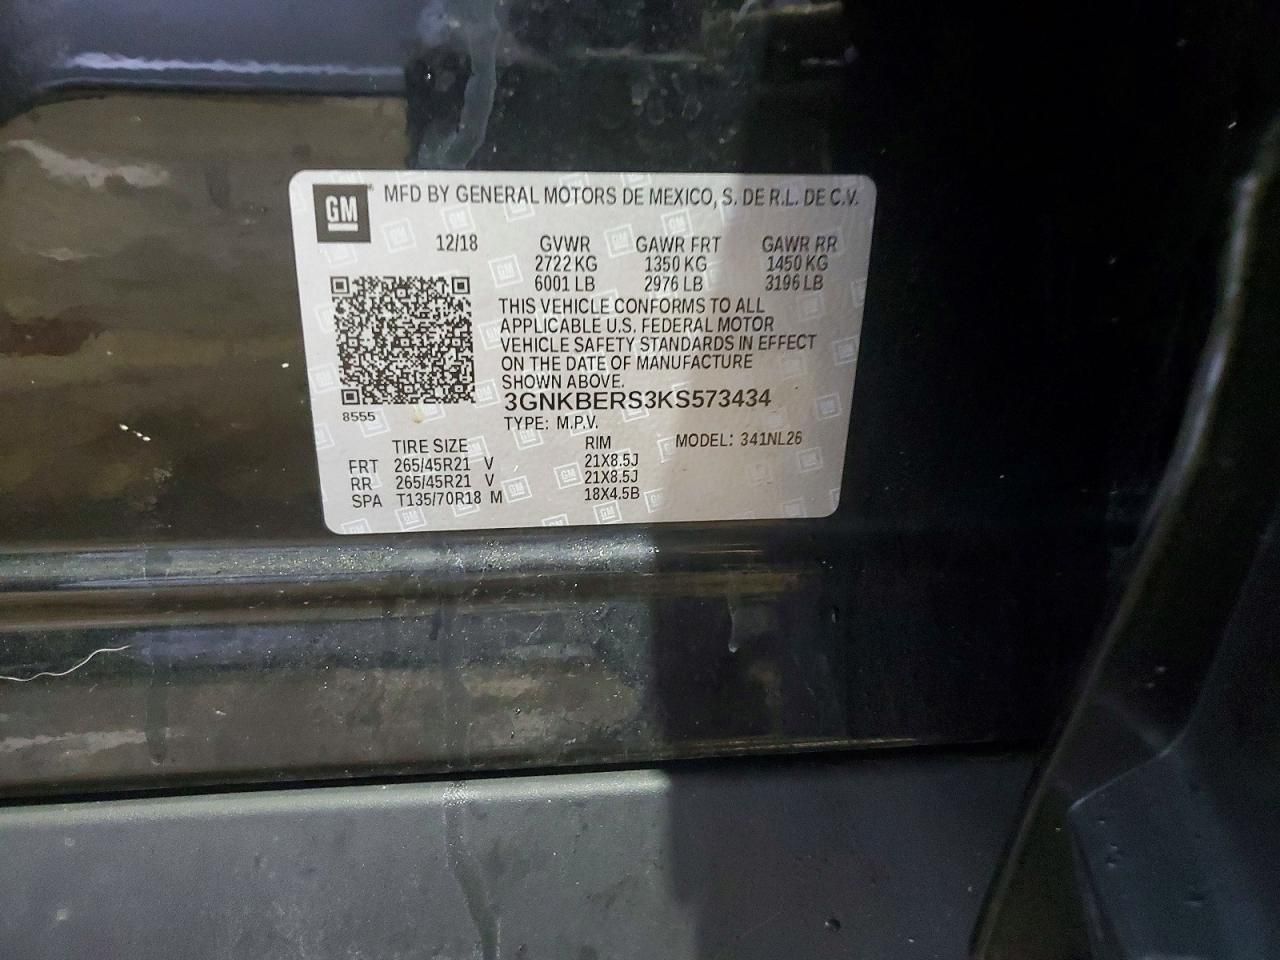 GM MFD BY GENERAL MOTORS DE MEXICO, S. DE R.L. DE C.V.
12/18 GVWR GAWR FRT GAWR RR
2722 KG 1350 KG 1450 KG
6001 LB 2976 LB 3196 LB
THIS VEHICLE CONFORMS TO ALL
APPLICABLE U.S. FEDERAL MOTOR
VEHICLE SAFETY STANDARDS IN EFFECT
ON THE DATE OF MANUFACTURE
SHOWN ABOVE.
3GNKBERS3KS573434
8555 TYPE: M.P.V.
TIRE SIZE RIM MODEL: 341NL26
FRT 265/45R21 V 21X8.5J
RR 265/45R21 V 21X8.5J
SPA T135/70R18 M 18X4.5B